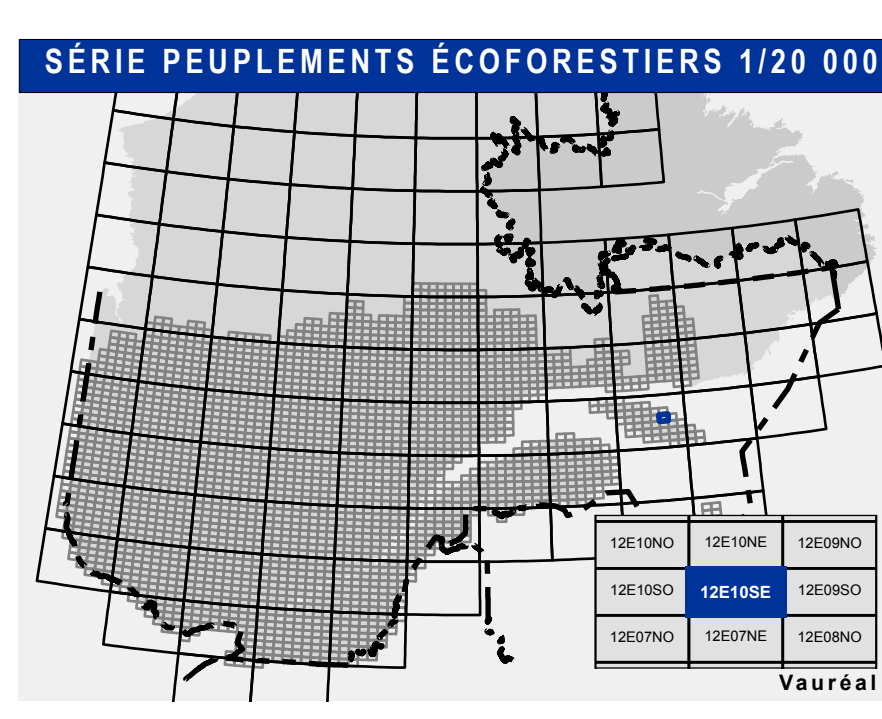 SÉRIE PEUPLEMENTS ÉCOFORESTIERS 1/20 000
12E10NO 12E10NE 12E09NO
12E10SO 12E10SE 12E09SO
12E07NO 12E07NE 12E08NO
Vauréal